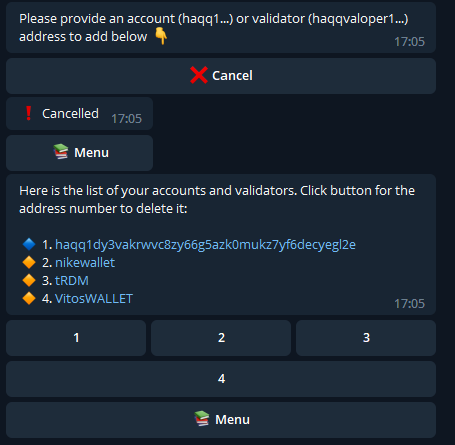 Please provide an account (haqq1...) or validator (haqqvaloper1...)
address to add below 👇
17:05
❌ Cancel
❗ Cancelled 17:05
📚 Menu
Here is the list of your accounts and validators. Click button for the
address number to delete it:
🔷 1. haqq1dy3vakrwvc8zy66g5azk0mukz7yf6decyegl2e
🔶 2. nikewallet
🔶 3. tRDM
🔶 4. VitosWALLET
17:05
1 2 3
4
📚 Menu